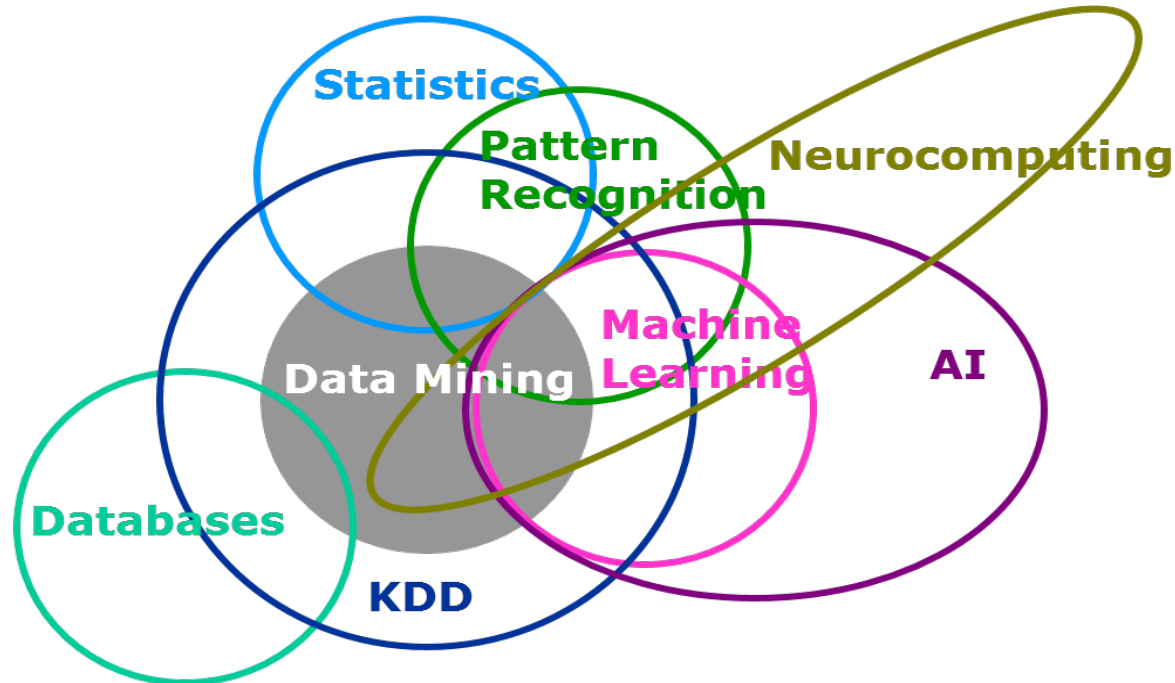 Statistics
Pattern
Recognition
Neurocomputing
Machine
Learning
AI
Data Mining
Databases
KDD